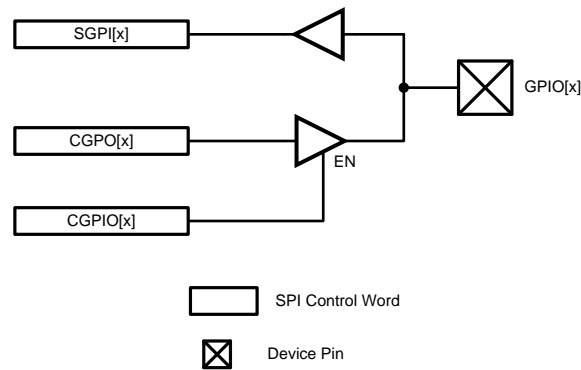 SGPI[x]
GPIO[x]
CGPO[x]
EN
CGPIO[x]
SPI Control Word
Device Pin